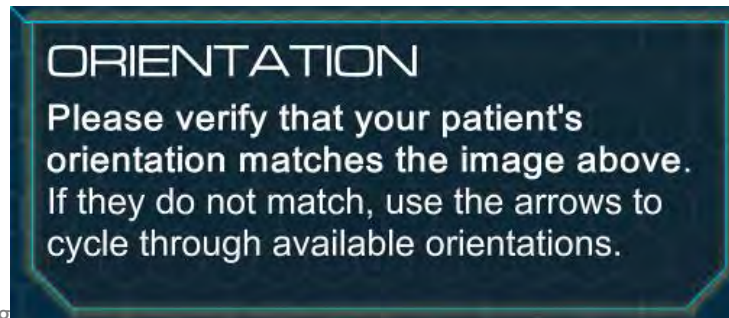 ORIENTATION
Please verify that your patient's
orientation matches the image above.
If they do not match, use the arrows to
cycle through available orientations.